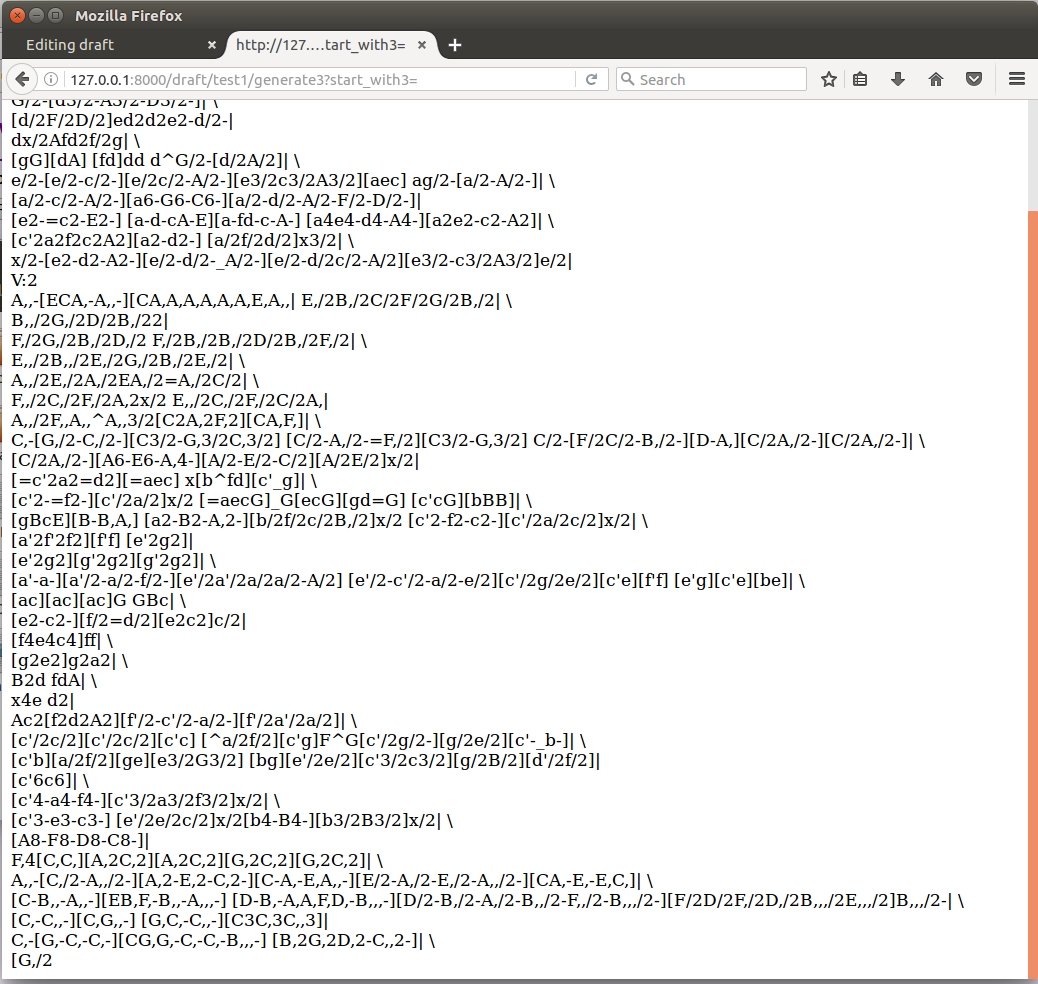 Mozilla Firefox
Editing draft
http://127....tart_with3=
127.0.0.1:8000/draft/test1/generate3?start_with3=
Search
G/2-[d3/2-A3/2-D3/2-]| \
[d/2F/2D/2]ed2d2e2-d/2-|
dx/2Afd2f/2g| \
[gG][dA] [fd]dd d^G/2-[d/2A/2]| \
e/2-[e/2-c/2-][e/2c/2-A/2-][e3/2c3/2A3/2][aec] ag/2-[a/2-A/2-]| \
[a/2-c/2-A/2-][a6-G6-C6-][a/2-d/2-A/2-F/2-D/2-]|
[e2-=c2-E2-] [a-d-cA-E][a-fd-c-A-] [a4e4-d4-A4-][a2e2-c2-A2]| \
[c'2a2f2c2A2][a2-d2-] [a/2f/2d/2]x3/2| \
x/2-[e2-d2-A2-][e/2-d/2-_A/2-][e/2-d/2c/2-A/2][e3/2-c3/2A3/2]e/2|
V:2
A,,-[ECA,-A,,-][CA,A,A,A,A,A,E,A,,| E,/2B,/2C/2F/2G/2B,/2| \
B,,/2G,/2D/2B,/22|
F,/2G,/2B,/2D,/2 F,/2B,/2B,/2D/2B,/2F,/2| \
E,,/2B,,/2E,/2G,/2B,/2E,/2| \
A,,/2E,/2A,/2EA,/2=A,/2C/2| \
F,,/2C,/2F,/2A,2x/2 E,,/2C,/2F,/2C/2A,|
A,,/2F,,A,,^A,,3/2[C2A,2F,2][CA,F,]| \
C,-[G,/2-C,/2-][C3/2-G,3/2C,3/2] [C/2-A,/2-=F,/2][C3/2-G,3/2] C/2-[F/2C/2-B,/2-][D-A,][C/2A,/2-][C/2A,/2-]| \
[C/2A,/2-][A6-E6-A,4-][A/2-E/2-C/2][A/2E/2]x/2|
[=c'2a2=d2][=aec] x[b^fd][c'_g]| \
[c'2-=f2-][c'/2a/2]x/2 [=aecG]_G[ecG][gd=G] [c'cG][bBB]| \
[gBcE][B-B,A,] [a2-B2-A,2-][b/2f/2c/2B,/2]x/2 [c'2-f2-c2-][c'/2a/2c/2]x/2| \
[a'2f'2f2][f'f] [e'2g2]|
[e'2g2][g'2g2][g'2g2]| \
[a'-a-][a'/2-a/2-f/2-][e'/2a'/2a/2a/2-A/2] [e'/2-c'/2-a/2-e/2][c'/2g/2e/2][c'e][f'f] [e'g][c'e][be]| \
[ac][ac][ac]G GBc| \
[e2-c2-][f/2=d/2][e2c2]c/2|
[f4e4c4]ff| \
[g2e2]g2a2| \
B2d fdA| \
x4e d2|
Ac2[f2d2A2][f'/2-c'/2-a/2-][f'/2a'/2a/2]| \
[c'/2c/2][c'/2c/2][c'c] [^a/2f/2][c'g]F^G[c'/2g/2-][g/2e/2][c'-_b-]| \
[c'b][a/2f/2][ge][e3/2G3/2] [bg][e'/2e/2][c'3/2c3/2][g/2B/2][d'/2f/2]|
[c'6c6]| \
[c'4-a4-f4-][c'3/2a3/2f3/2]x/2| \
[c'3-e3-c3-] [e'/2e/2c/2]x/2[b4-B4-][b3/2B3/2]x/2| \
[A8-F8-D8-C8-]|
F,4[C,C,][A,2C,2][A,2C,2][G,2C,2][G,2C,2]| \
A,,-[C,/2-A,,/2-][A,2-E,2-C,2-][C-A,-E,A,,-][E/2-A,/2-E,/2-A,,/2-][CA,-E,-E,C,]| \
[C-B,,-A,,-][EB,F,-B,,-A,,,-] [D-B,-A,A,F,D,-B,,,-][D/2-B,/2-A,/2-B,,/2-F,,/2-B,,,/2-][F/2D/2F,/2D,/2B,,,/2E,,,/2]B,,,/2-| \
[C,-C,,-][C,G,,-] [G,C,-C,,-][C3C,3C,,3]|
C,-[G,-C,-C,-][CG,G,-C,-C,-B,,,-] [B,2G,2D,2-C,,2-]| \
[G,/2